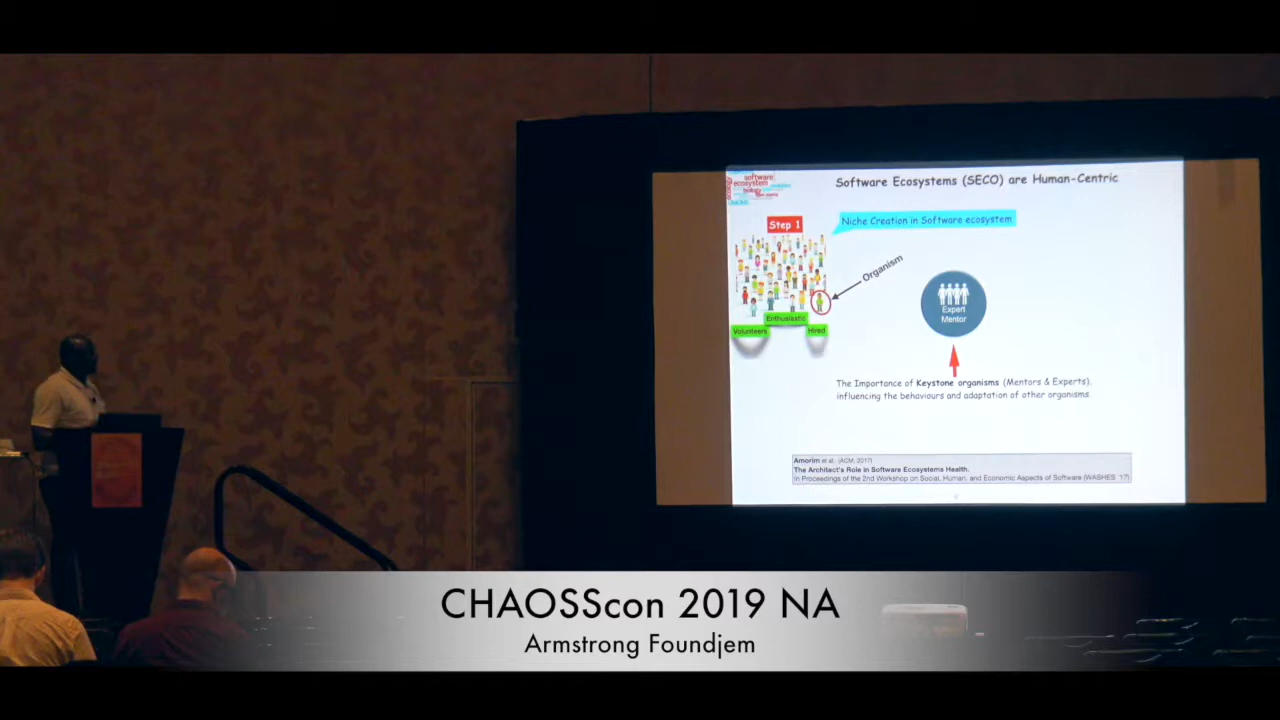 software
ecosystem
biology
Software Ecosystems (SECO) are Human-Centric
Step 1
Niche Creation in Software ecosystem
Organism
Enthusiastic
Volunteers
Hired
Expert
Mentor
The Importance of Keystone organisms (Mentors & Experts),
influencing the behaviours and adaptation of other organisms
Amorim et al. (ACM, 2017)
The Architect's Role in Software Ecosystems Health.
In Proceedings of the 2nd Workshop on Social, Human, and Economic Aspects of Software (WASHES '17)
CHAOSScon 2019 NA
Armstrong Foundjem